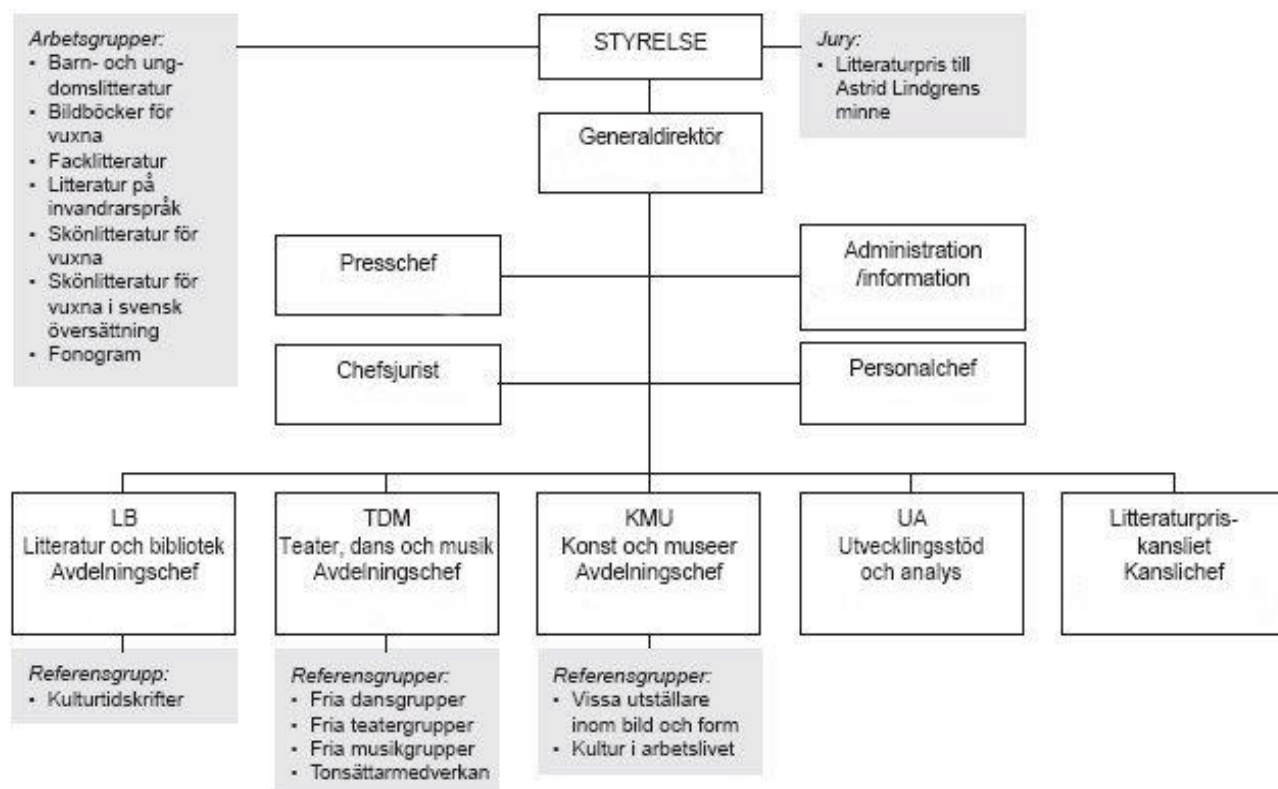 Arbetsgrupper:
• Barn- och ung-
domslitteratur
• Bildböcker för
vuxna
• Facklitteratur
• Litteratur på
invandrarspråk
• Skönlitteratur för
vuxna
• Skönlitteratur för
vuxna i svensk
översättning
• Fonogram
STYRELSE
Jury:
• Litteraturpris till
Astrid Lindgrens
minne
Generaldirektör
Presschef
Administration
/information
Chefsjurist
Personalchef
LB
Litteratur och bibliotek
Avdelningschef
TDM
Teater, dans och musik
Avdelningschef
KMU
Konst och museer
Avdelningschef
UA
Utvecklingsstöd
och analys
Litteraturpris-
kansliet
Kanslichef
Referensgrupp:
• Kulturtidskrifter
Referensgrupper:
• Fria dansgrupper
• Fria teatergrupper
• Fria musikgrupper
• Tonsättarmedverkan
Referensgrupper:
• Vissa utställare
inom bild och form
• Kultur i arbetslivet